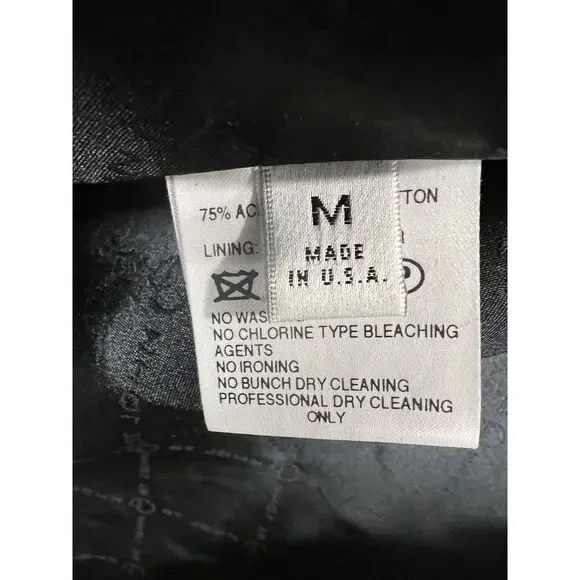 75% AC
M
TTON
LINING:
R
MADE
IN U.S.A.
P
NO WAS
NO CHLORINE TYPE BLEACHING
AGENTS
NO IRONING
NO BUNCH DRY CLEANING
PROFESSIONAL DRY CLEANING
ONLY